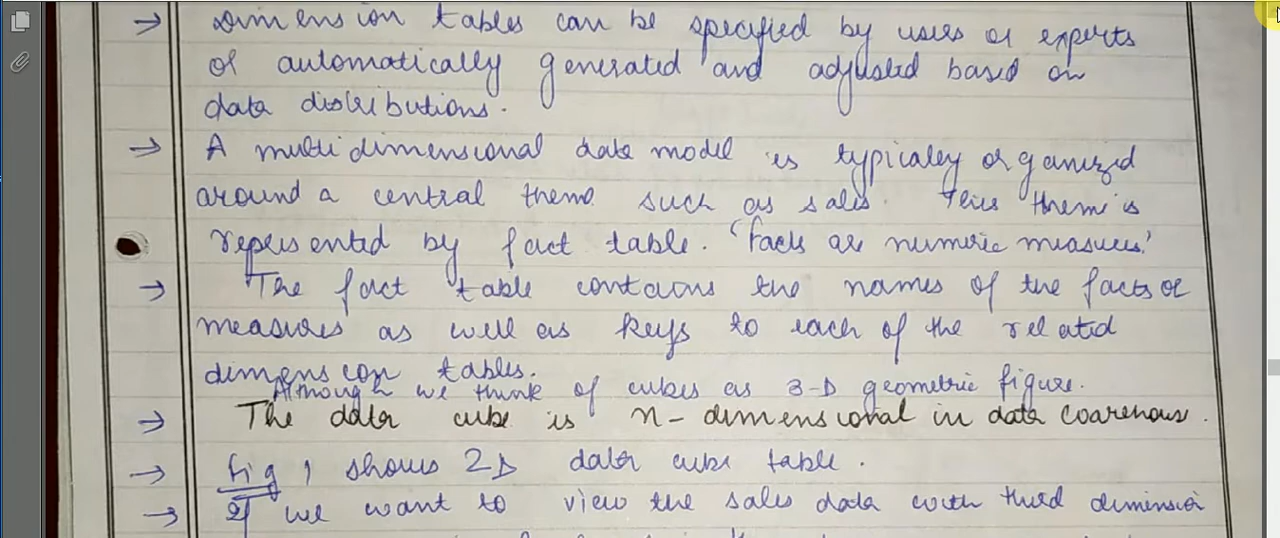 → Dimension tables can be specified by users or experts
or automatically generated and adjusted based on
data distributions.
→ A multidimensional data model is typically organized
around a central theme such as sales. This theme is
represented by fact table. 'Facts are numeric measures.'
→ The fact table contains the names of the facts or
measures as well as keys to each of the related
dimension tables.
Although we think of cubes as 3-D geometric figure.
→ The data cube is n-dimensional in data warehouse.
→ Fig 1 shows 2D data cube table.
→ If we want to view the sales data with third dimension